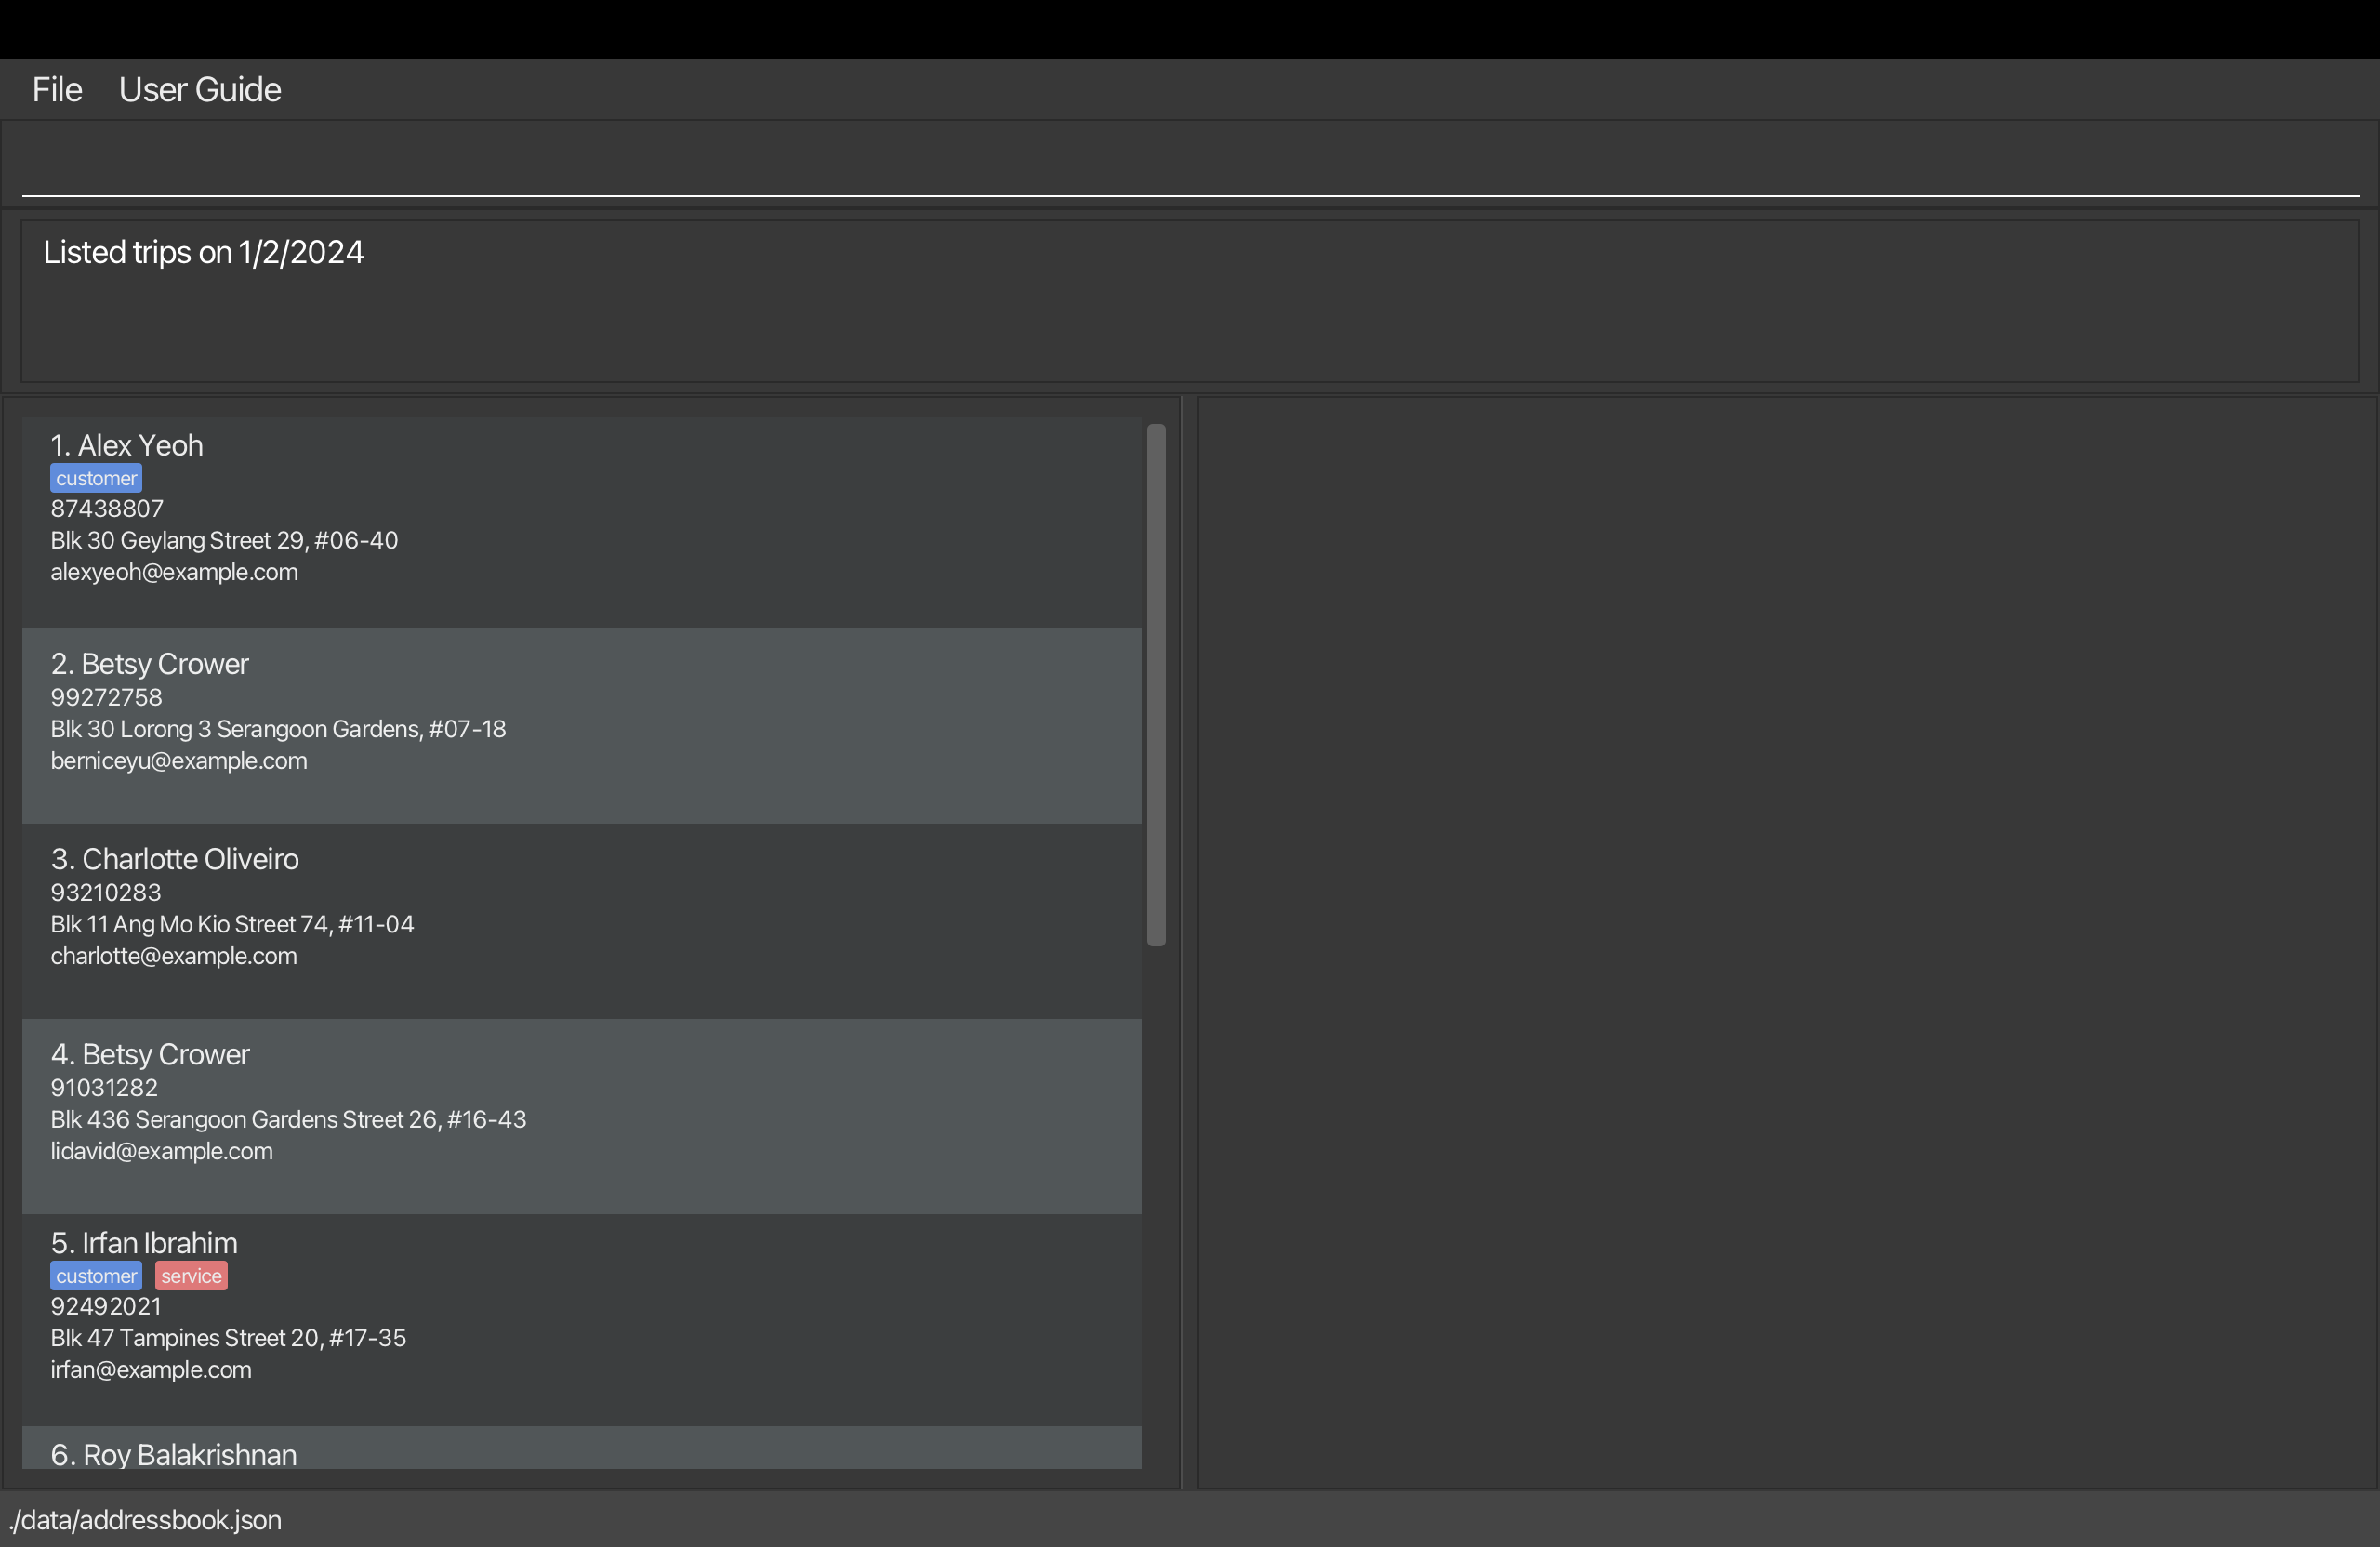 File User Guide
Listed trips on 1/2/2024
1. Alex Yeoh
customer
87438807
Blk 30 Geylang Street 29, #06-40
alexyeoh@example.com
2. Betsy Crower
99272758
Blk 30 Lorong 3 Serangoon Gardens, #07-18
berniceyu@example.com
3. Charlotte Oliveiro
93210283
Blk 11 Ang Mo Kio Street 74, #11-04
charlotte@example.com
4. Betsy Crower
91031282
Blk 436 Serangoon Gardens Street 26, #16-43
lidavid@example.com
5. Irfan Ibrahim
customer service
92492021
Blk 47 Tampines Street 20, #17-35
irfan@example.com
6. Roy Balakrishnan
./data/addressbook.json